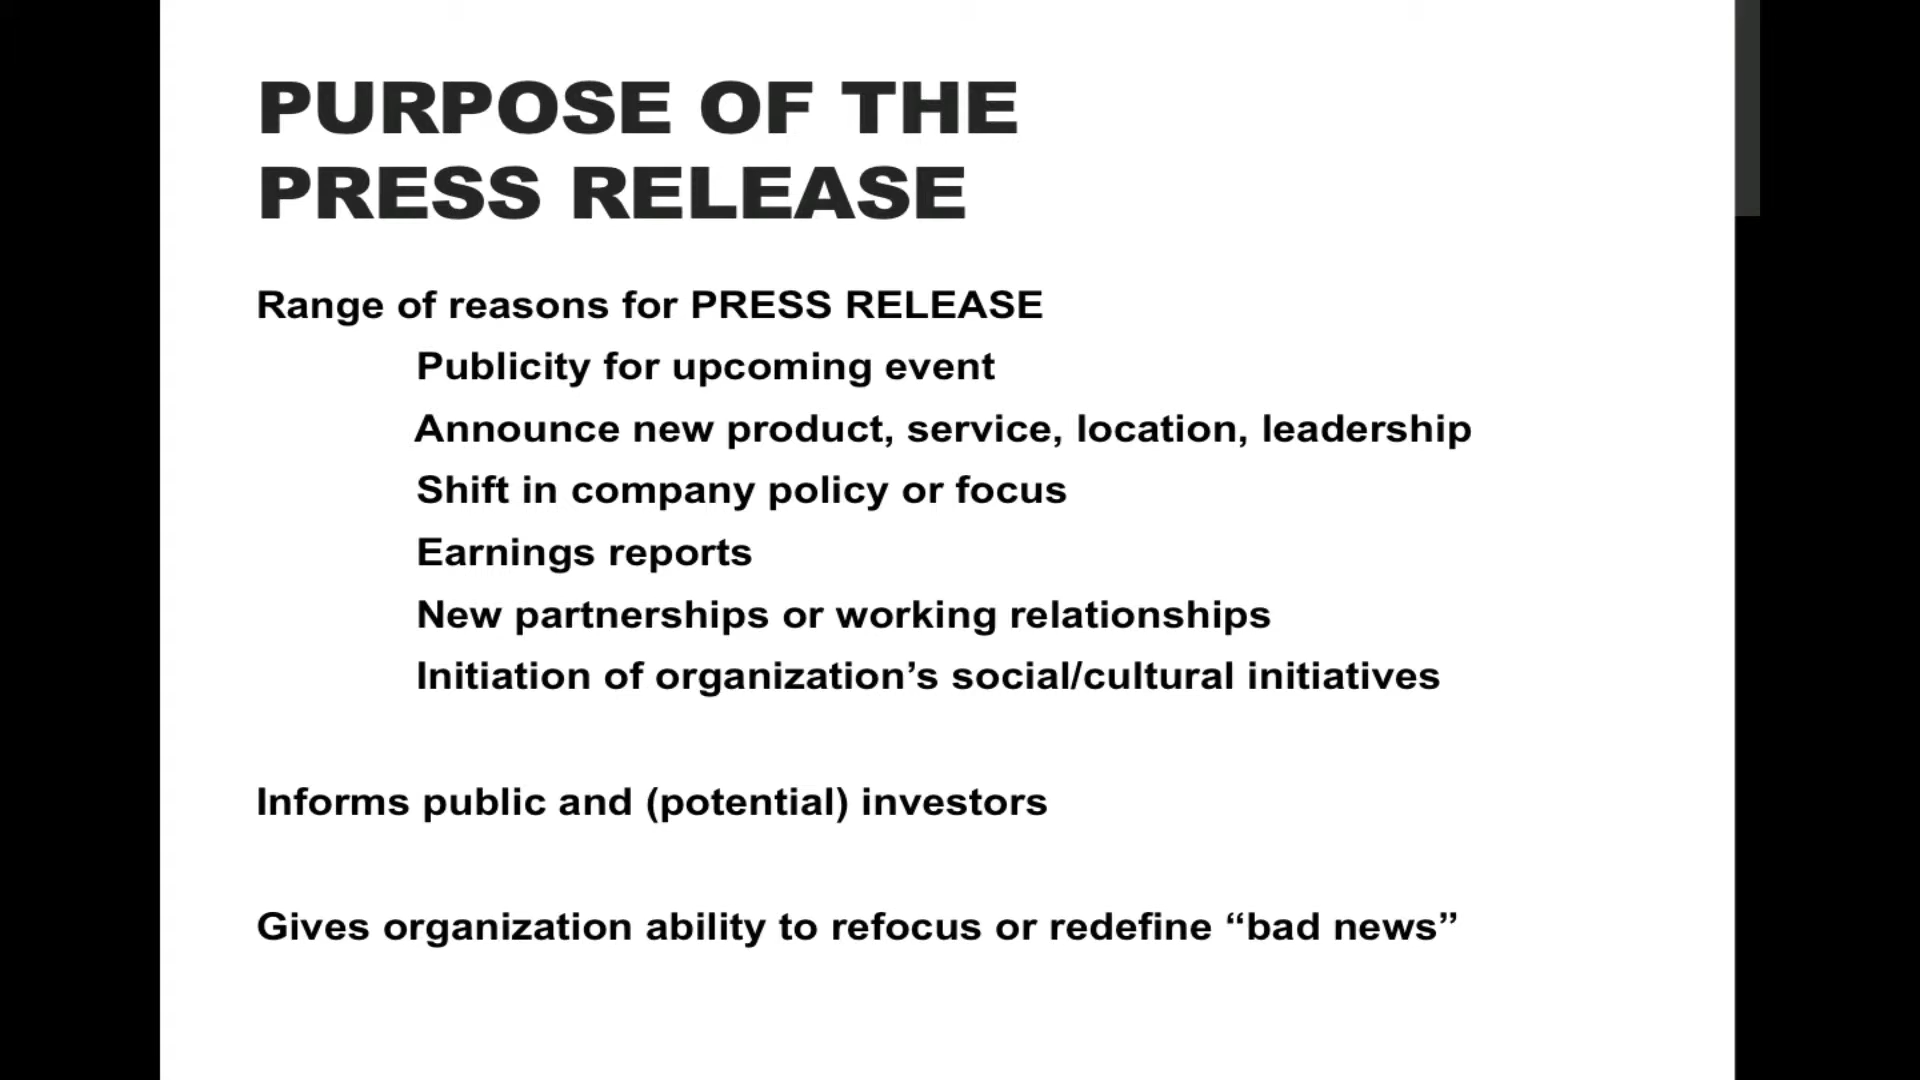 PURPOSE OF THE
PRESS RELEASE
Range of reasons for PRESS RELEASE
Publicity for upcoming event
Announce new product, service, location, leadership
Shift in company policy or focus
Earnings reports
New partnerships or working relationships
Initiation of organization’s social/cultural initiatives
Informs public and (potential) investors
Gives organization ability to refocus or redefine “bad news”